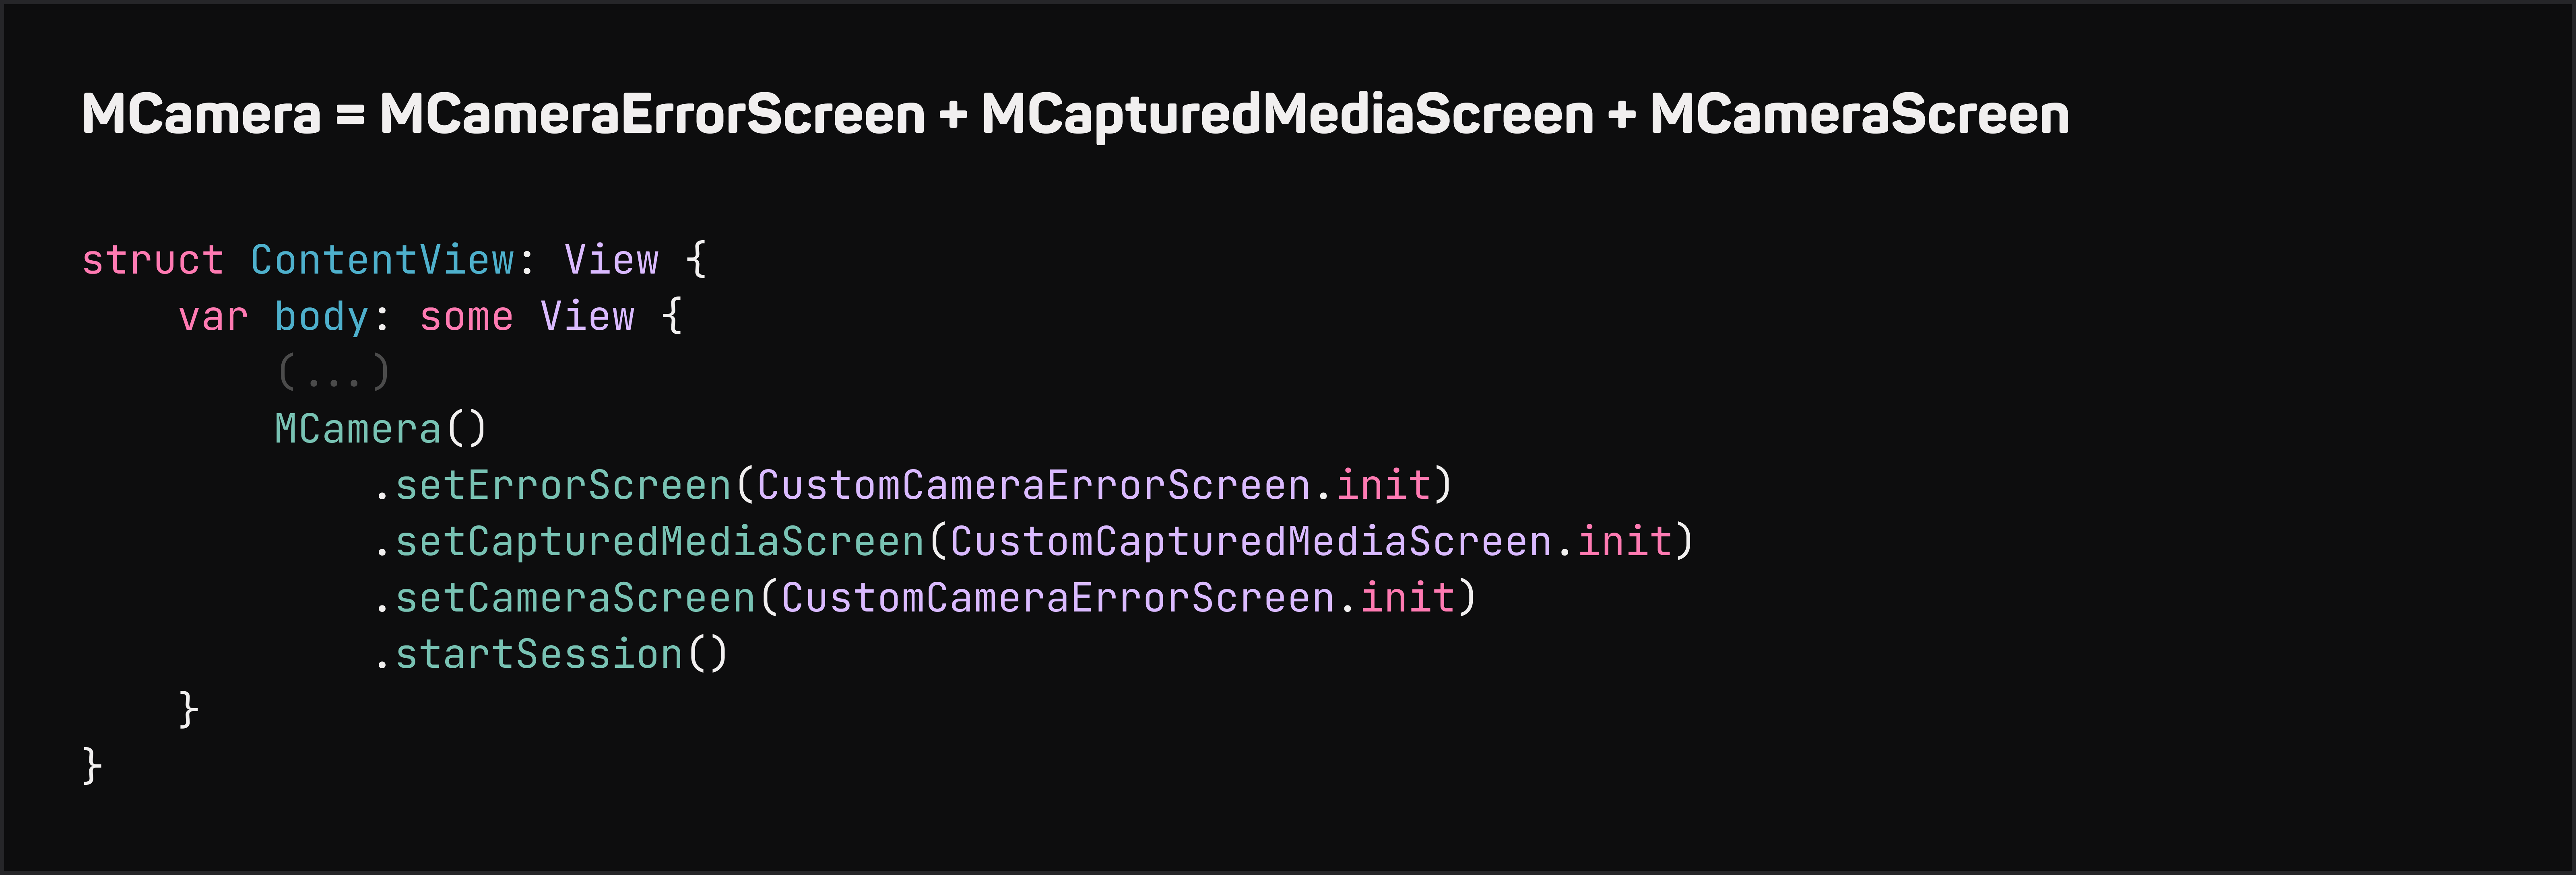 MCamera = MCameraErrorScreen + MCapturedMediaScreen + MCameraScreen
struct ContentView: View {
    var body: some View {
        (...)
        MCamera()
            .setErrorScreen(CustomCameraErrorScreen.init)
            .setCapturedMediaScreen(CustomCapturedMediaScreen.init)
            .setCameraScreen(CustomCameraErrorScreen.init)
            .startSession()
    }
}